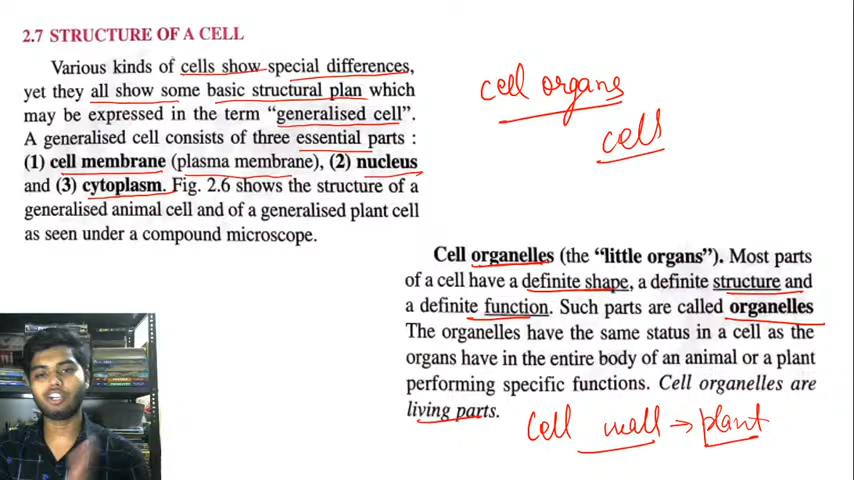 2.7 STRUCTURE OF A CELL
Various kinds of cells show special differences,
yet they all show some basic structural plan which
may be expressed in the term “generalised cell”.
A generalised cell consists of three essential parts :
(1) cell membrane (plasma membrane), (2) nucleus
and (3) cytoplasm. Fig. 2.6 shows the structure of a
generalised animal cell and of a generalised plant cell
as seen under a compound microscope.
cell organs
cell
Cell organelles (the “little organs”). Most parts
of a cell have a definite shape, a definite structure and
a definite function. Such parts are called organelles
The organelles have the same status in a cell as the
organs have in the entire body of an animal or a plant
performing specific functions. Cell organelles are
living parts.
Cell wall → plant